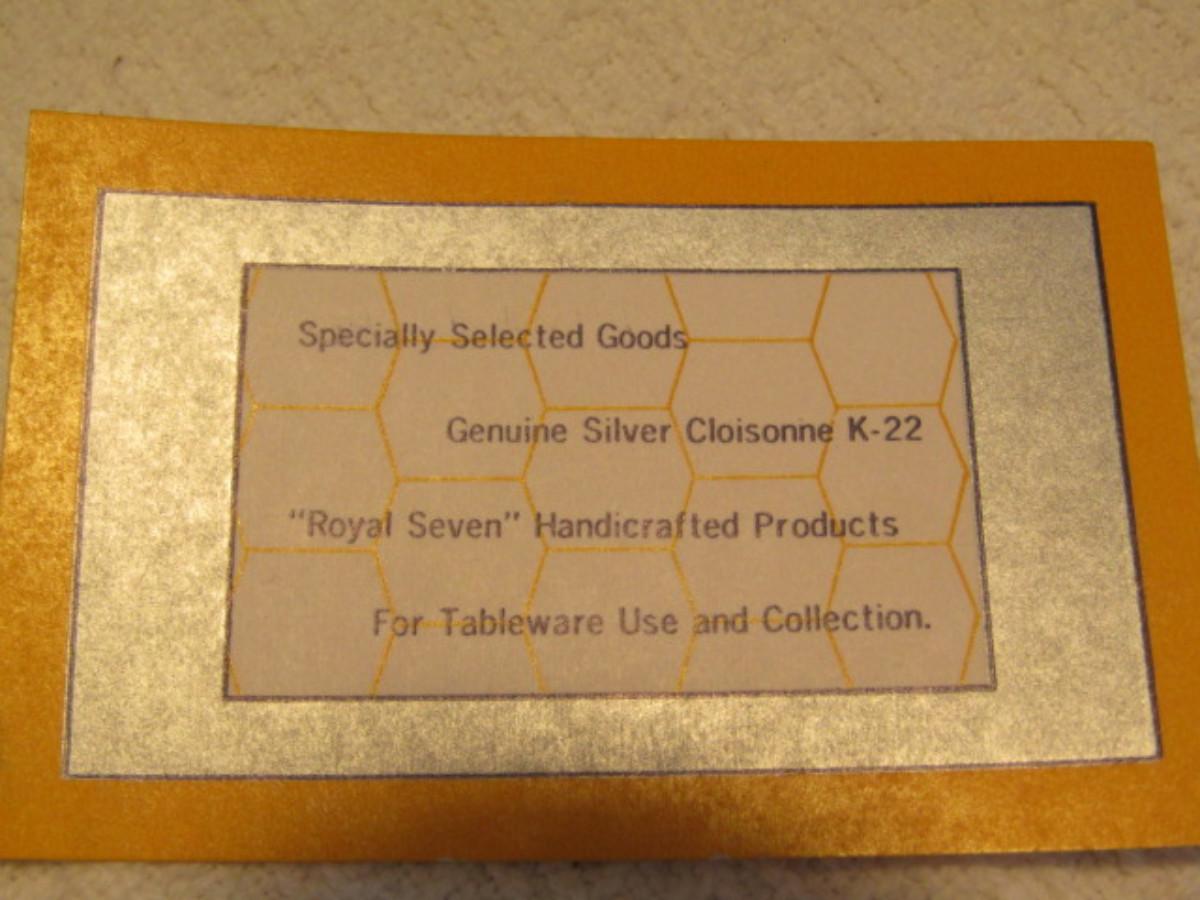 Specially Selected Goods
Genuine Silver Cloisonne K-22
“Royal Seven” Handicrafted Products
For Tableware Use and Collection.